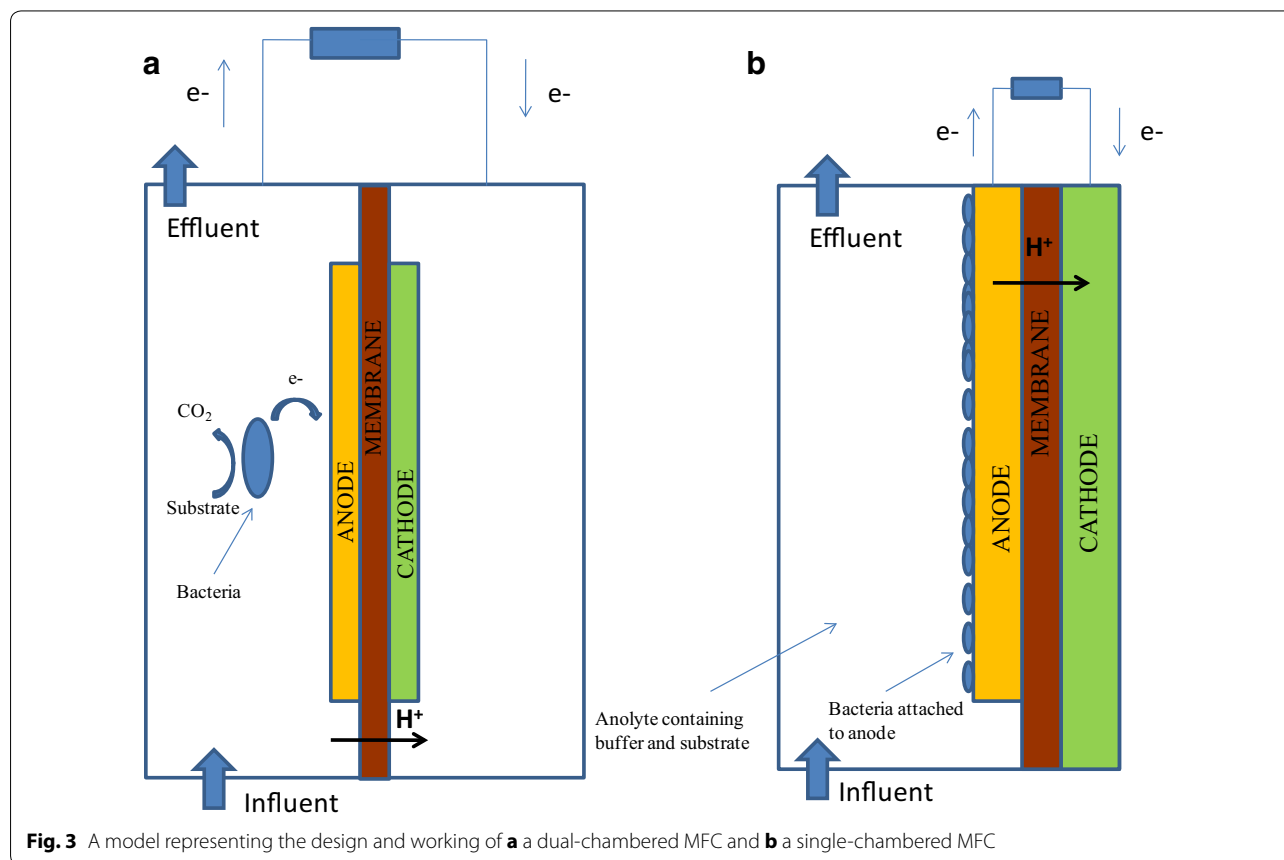 a
e-
e-
Effluent
MEMBRANE
ANODE
CATHODE
e-
CO₂
Substrate
Bacteria
H⁺
Influent
b
e-
e-
Effluent
H⁺
ANODE
MEMBRANE
CATHODE
Anolyte containing
buffer and substrate
Bacteria attached
to anode
Influent
Fig. 3 A model representing the design and working of a a dual-chambered MFC and b a single-chambered MFC